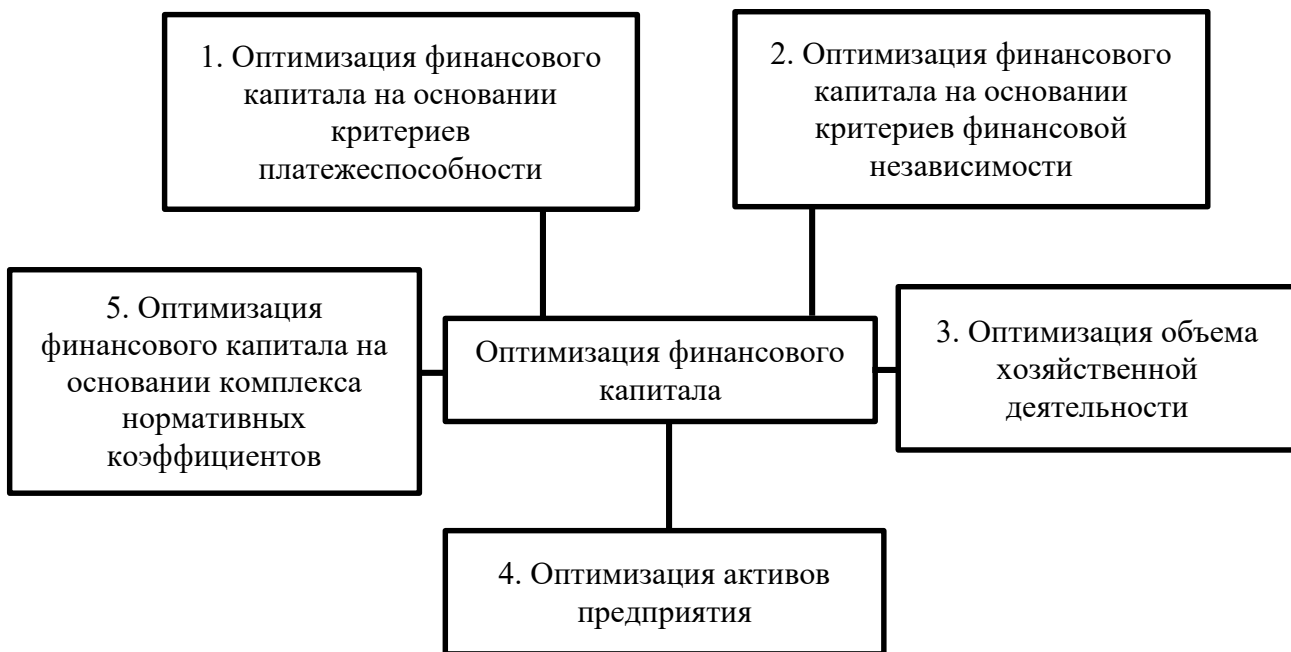 1. Оптимизация финансового
капитала на основании
критериев
платежеспособности
2. Оптимизация финансового
капитала на основании
критериев финансовой
независимости
5. Оптимизация
финансового капитала на
основании комплекса
нормативных
коэффициентов
Оптимизация финансового
капитала
3. Оптимизация объема
хозяйственной
деятельности
4. Оптимизация активов
предприятия